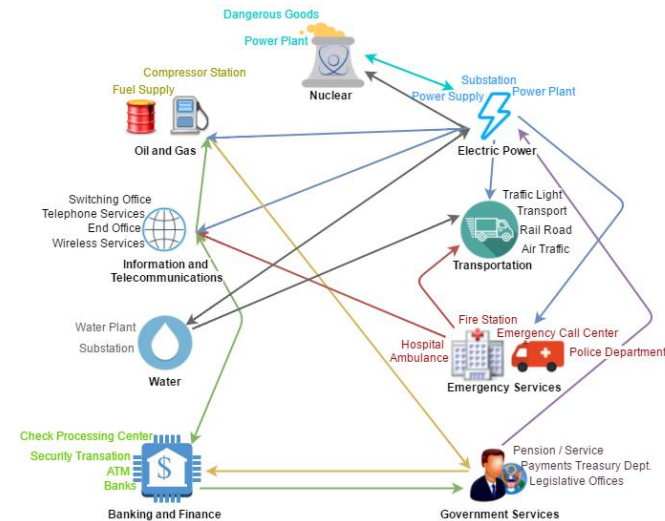 Dangerous Goods
Power Plant
Nuclear
Compressor Station
Fuel Supply
Oil and Gas
Substation
Power Supply
Power Plant
Electric Power
Switching Office
Telephone Services
End Office
Wireless Services
Information and
Telecommunications
Traffic Light
Transport
Rail Road
Air Traffic
Transportation
Water Plant
Substation
Water
Fire Station
Emergency Call Center
Hospital
Ambulance
Police Department
Emergency Services
Check Processing Center
Security Transation
ATM
Banks
$
Banking and Finance
Pension / Service
Payments Treasury Dept.
Legislative Offices
Government Services